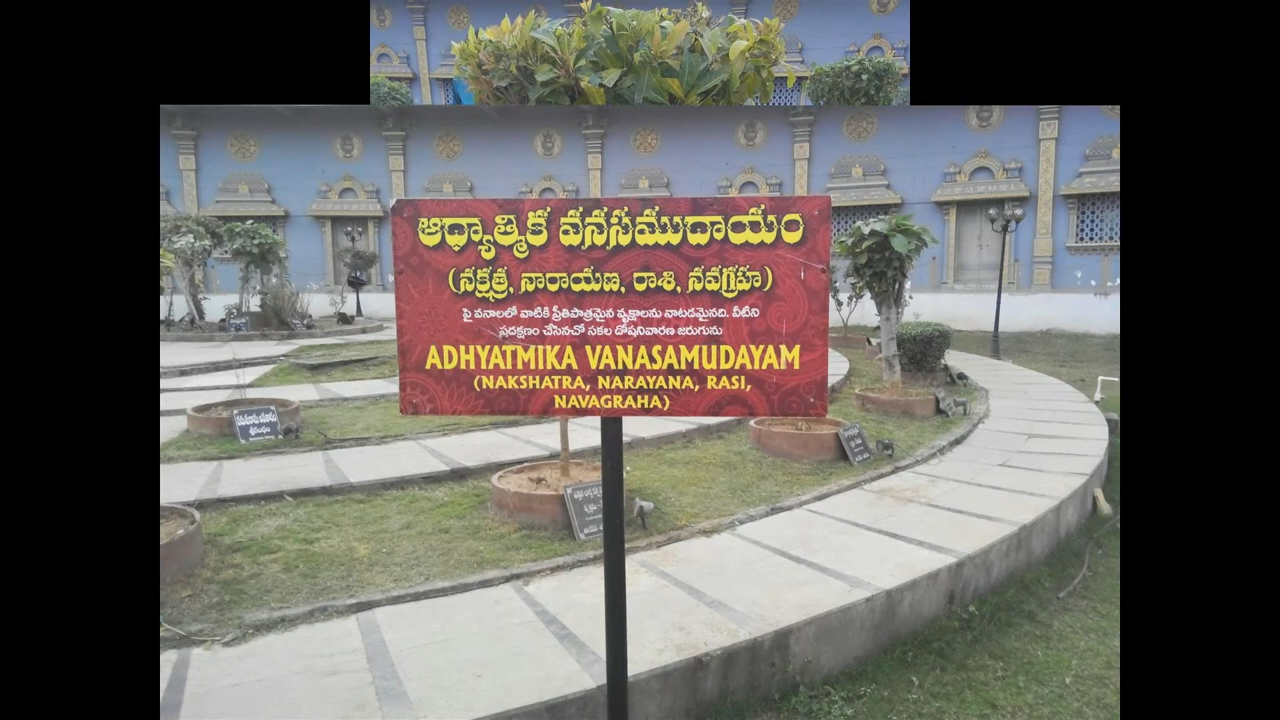 ఆధ్యాత్మిక వనసముదాయం
(నక్షత్ర, నారాయణ, రాశి, నవగ్రహ)
పై వనాలలో వాటికి ప్రీతిపాత్రమైన వృక్షాలను నాటడమైనది. వీటిని
ప్రదక్షణం చేసినచో సకల దోషనివారణ జరుగును
ADHYATMIKA VANASAMUDAYAM
(NAKSHATRA, NARAYANA, RASI,
NAVAGRAHA)